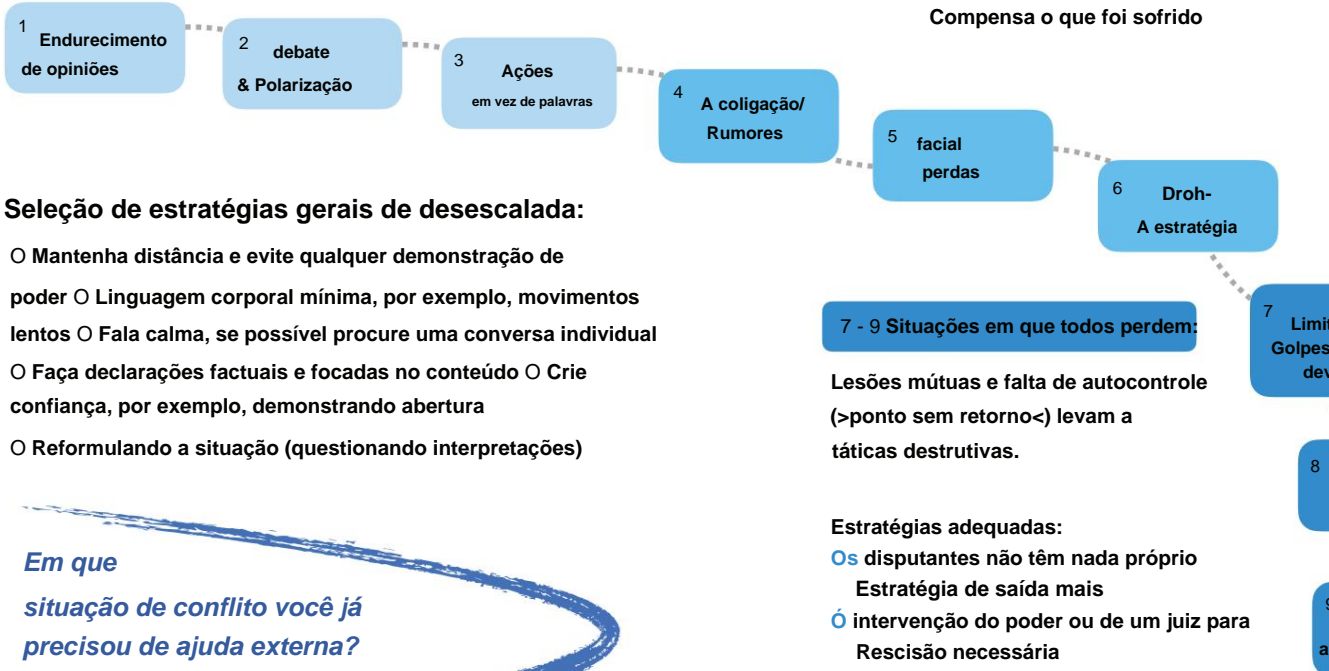 Compensa o que foi sofrido
1 Endurecimento
de opiniões
2 debate
& Polarização
3 Ações
em vez de palavras
4 A coligação/
Rumores
5 facial
perdas
6 Droh-
A estratégia
7
Limit
Golpes
dev
8
9
a
Seleção de estratégias gerais de desescalada:
O Mantenha distância e evite qualquer demonstração de
poder O Linguagem corporal mínima, por exemplo, movimentos
lentos O Fala calma, se possível procure uma conversa individual
O Faça declarações factuais e focadas no conteúdo O Crie
confiança, por exemplo, demonstrando abertura
O Reformulando a situação (questionando interpretações)
Em que
situação de conflito você já
precisou de ajuda externa?
7 - 9 Situações em que todos perdem:
Lesões mútuas e falta de autocontrole
(>ponto sem retorno<) levam a
táticas destrutivas.
Estratégias adequadas:
Os disputantes não têm nada próprio
Estratégia de saída mais
Ó intervenção do poder ou de um juiz para
Rescisão necessária